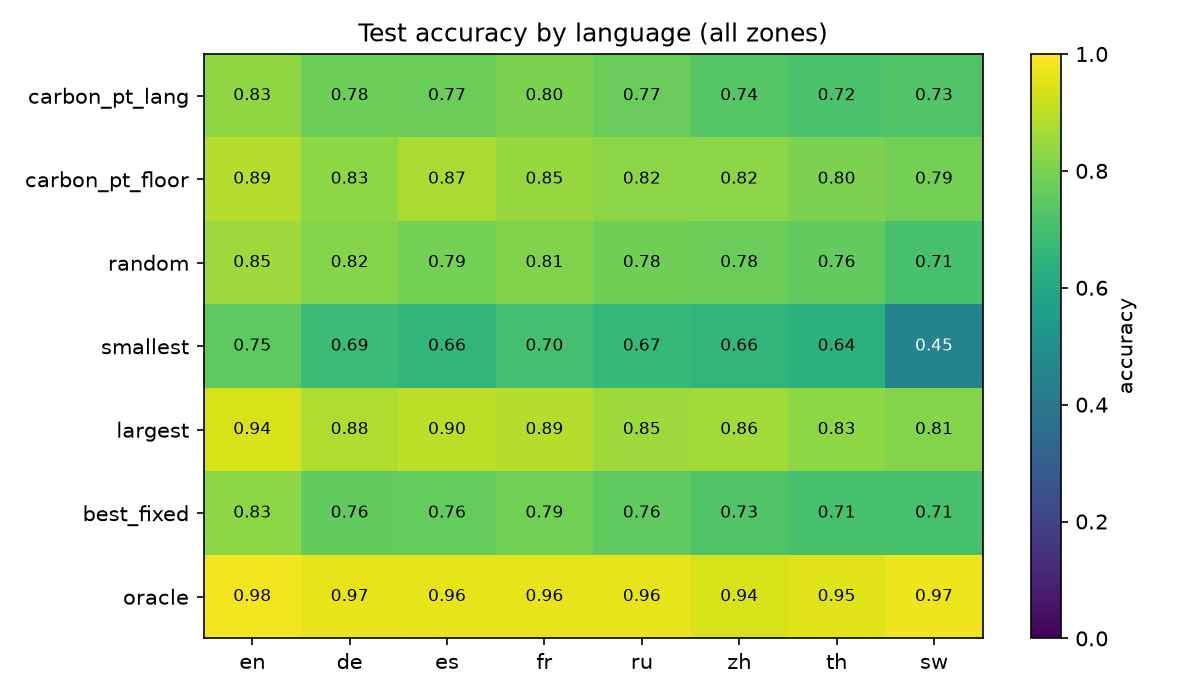 Test accuracy by language (all zones)
carbon_pt_lang 0.83 0.78 0.77 0.80 0.77 0.74 0.72 0.73
carbon_pt_floor 0.89 0.83 0.87 0.85 0.82 0.82 0.80 0.79
random 0.85 0.82 0.79 0.81 0.78 0.78 0.76 0.71
smallest 0.75 0.69 0.66 0.70 0.67 0.66 0.64 0.45
largest 0.94 0.88 0.90 0.89 0.85 0.86 0.83 0.81
best_fixed 0.83 0.76 0.76 0.79 0.76 0.73 0.71 0.71
oracle 0.98 0.97 0.96 0.96 0.96 0.94 0.95 0.97
en de es fr ru zh th sw
1.0
0.8
0.6
0.4
0.2
0.0
accuracy